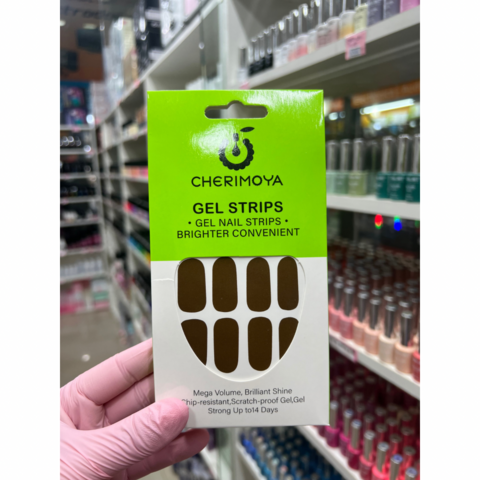 CHERIMOYA
GEL STRIPS
• GEL NAIL STRIPS •
BRIGHTER CONVENIENT
Mega Volume, Brilliant Shine
Chip-resistant,Scratch-proof Gel,Gel
Strong Up to14 Days